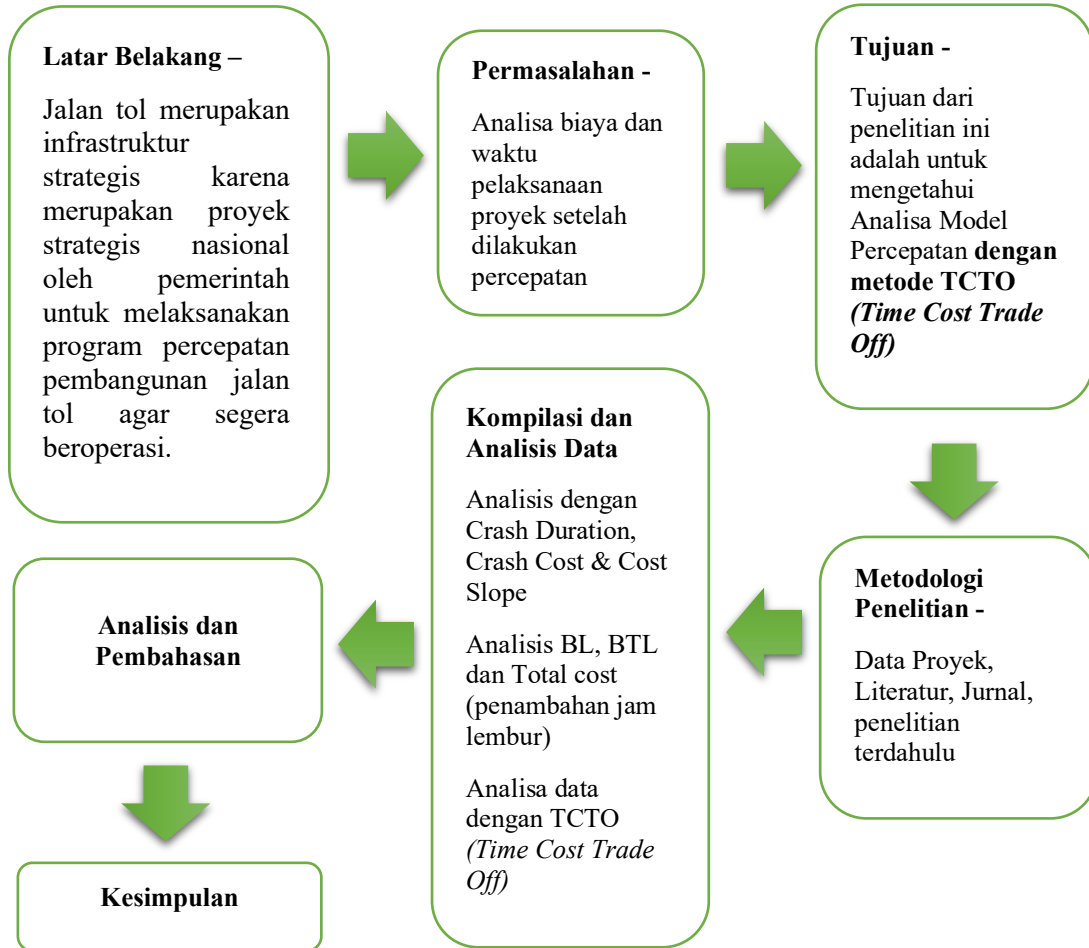 Latar Belakang –
Jalan tol merupakan
infrastruktur
strategis karena
merupakan proyek
strategis nasional
oleh pemerintah
untuk melaksanakan
program percepatan
pembangunan jalan
tol agar segera
beroperasi.
Permasalahan -
Analisa biaya dan
waktu
pelaksanaan
proyek setelah
dilakukan
percepatan
Tujuan -
Tujuan dari
penelitian ini
adalah untuk
mengetahui
Analisa Model
Percepatan dengan
metode TCTO
(Time Cost Trade
Off)
Metodologi
Penelitian -
Data Proyek,
Literatur, Jurnal,
penelitian
terdahulu
Kompilasi dan
Analisis Data
Analisis dengan
Crash Duration,
Crash Cost & Cost
Slope
Analisis BL, BTL
dan Total cost
(penambahan jam
lembur)
Analisa data
dengan TCTO
(Time Cost Trade
Off)
Analisis dan
Pembahasan
Kesimpulan